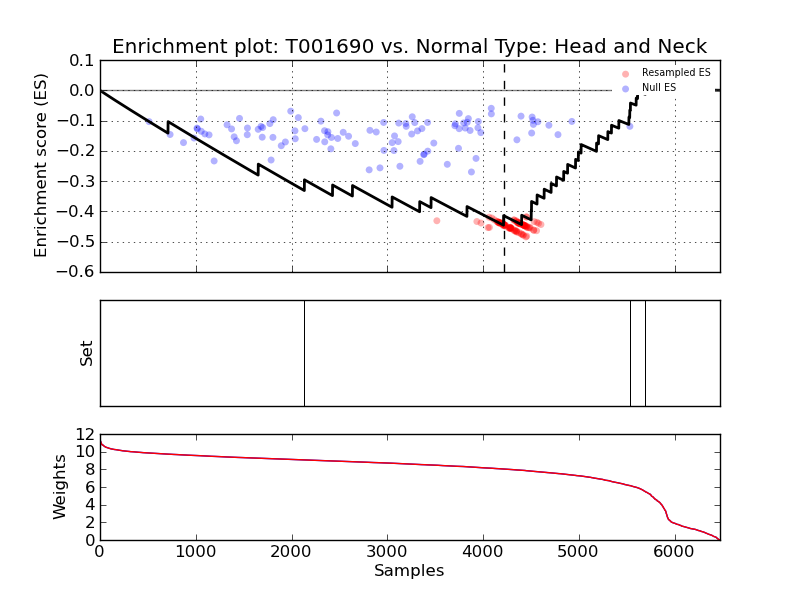 Enrichment plot: T001690 vs. Normal Type: Head and Neck
Enrichment score (ES)
0.1
0.0
−0.1
−0.2
−0.3
−0.4
−0.5
−0.6
Resampled ES
Null ES
Set
Weights
12
10
8
6
4
2
0
0 1000 2000 3000 4000 5000 6000
Samples